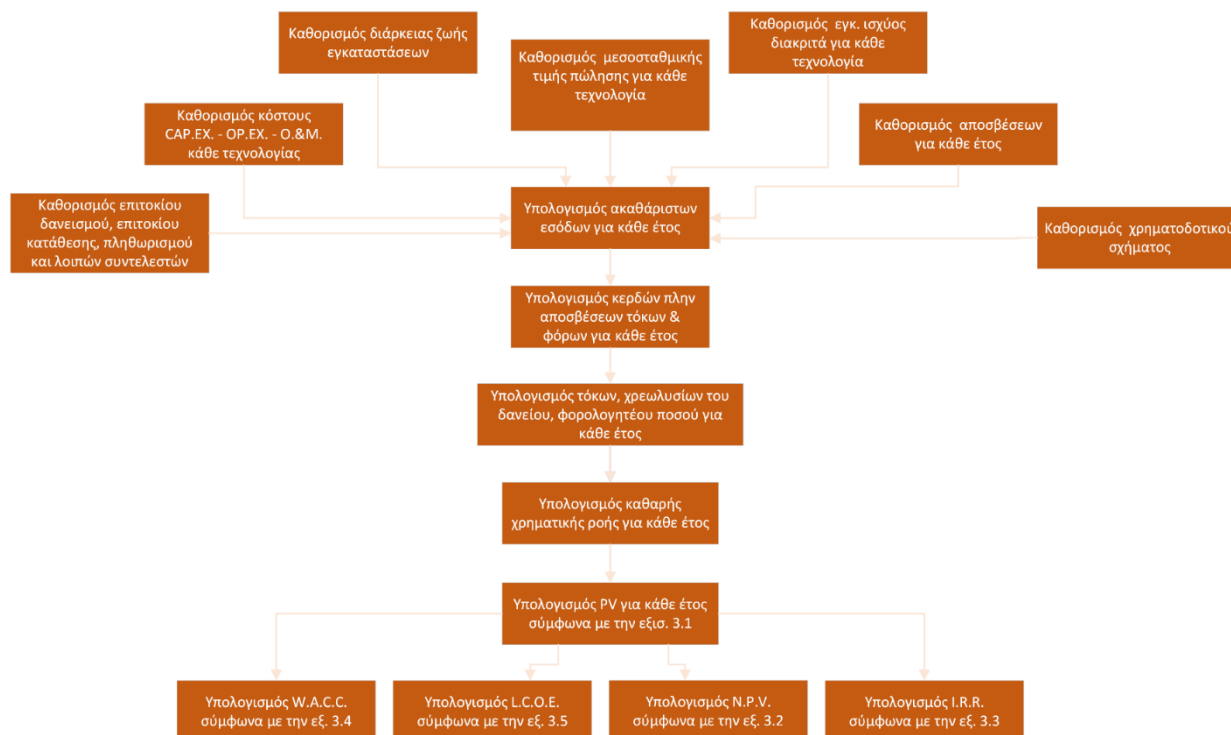 Καθορισμός διάρκειας ζωής
εγκαταστάσεων
Καθορισμός μεσοσταθμικής
τιμής πώλησης για κάθε
τεχνολογία
Καθορισμός εγκ. ισχύος
διακριτά για κάθε
τεχνολογία
Καθορισμός κόστους
CAP.EX. - OP.EX. - O.&M.
κάθε τεχνολογίας
Καθορισμός αποσβέσεων
για κάθε έτος
Καθορισμός επιτοκίου
δανεισμού, επιτοκίου
κατάθεσης, πληθωρισμού
και λοιπών συντελεστών
Υπολογισμός ακαθάριστων
εσόδων για κάθε έτος
Καθορισμός χρηματοδοτικού
σχήματος
Υπολογισμός κερδών πλην
αποσβέσεων τόκων &
φόρων για κάθε έτος
Υπολογισμός τόκων, χρεωλυσίων του
δανείου, φορολογητέου ποσού για
κάθε έτος
Υπολογισμός καθαρής
χρηματικής ροής για κάθε έτος
Υπολογισμός PV για κάθε έτος
σύμφωνα με την εξισ. 3.1
Υπολογισμός W.A.C.C.
σύμφωνα με την εξ. 3.4
Υπολογισμός L.C.O.E.
σύμφωνα με την εξ. 3.5
Υπολογισμός N.P.V.
σύμφωνα με την εξ. 3.2
Υπολογισμός I.R.R.
σύμφωνα με την εξ. 3.3